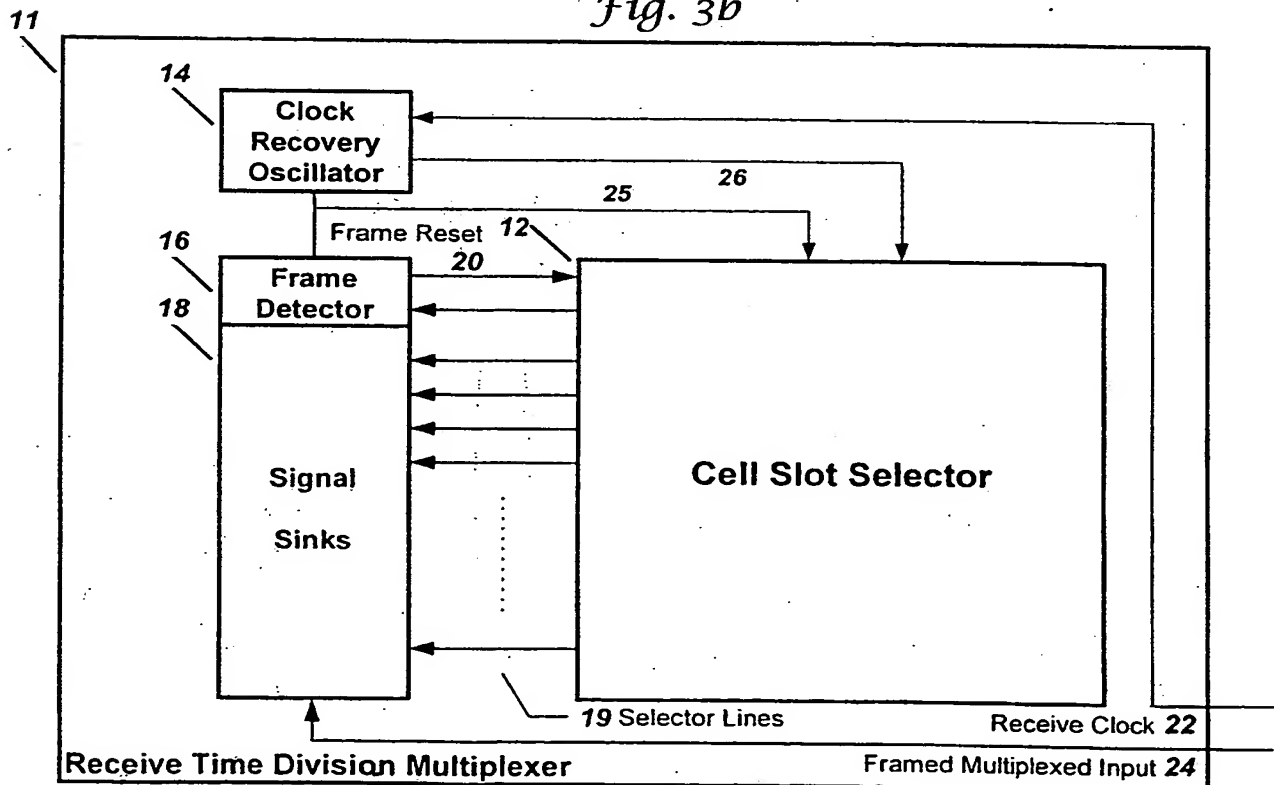 Fig. 3b
11
14
Clock
Recovery
Oscillator
26
25
Frame Reset
12
16
20
Frame
Detector
18
Signal
Sinks
Cell Slot Selector
19 Selector Lines
Receive Clock 22
Receive Time Division Multiplexer
Framed Multiplexed Input 24